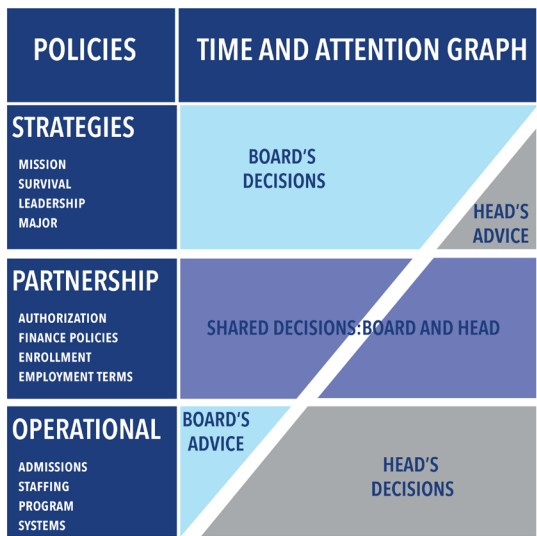 POLICIES
TIME AND ATTENTION GRAPH
STRATEGIES
MISSION
SURVIVAL
LEADERSHIP
MAJOR
BOARD'S
DECISIONS
HEAD'S
ADVICE
PARTNERSHIP
AUTHORIZATION
FINANCE POLICIES
ENROLLMENT
EMPLOYMENT TERMS
SHARED DECISIONS:BOARD AND HEAD
OPERATIONAL
ADMISSIONS
STAFFING
PROGRAM
SYSTEMS
BOARD'S
ADVICE
HEAD'S
DECISIONS